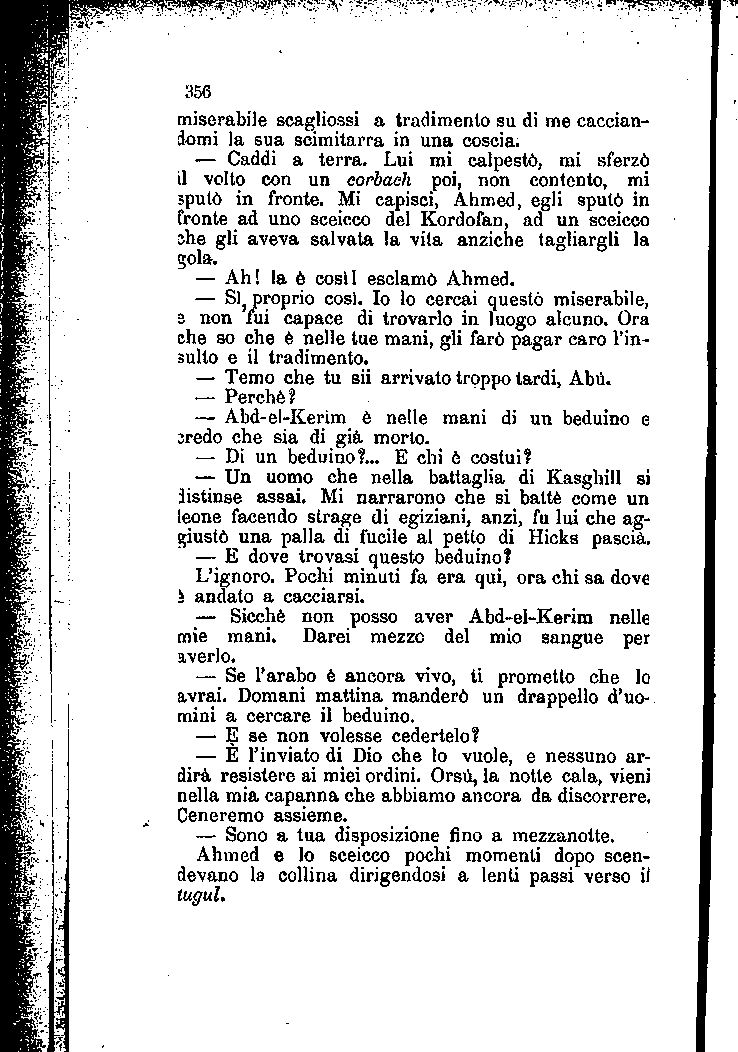 356
miserabile scagliossi a tradimento su di me caccian-
domi la sua scimitarra in una coscia.
— Caddi a terra. Lui mi calpestò, mi sferzò
il volto con un corbach poi, non contento, mi
sputò in fronte. Mi capisci, Ahmed, egli sputò in
fronte ad uno sceicco del Kordofan, ad un sceicco
che gli aveva salvata la vita anziche tagliargli la
gola.
— Ah! la è così! esclamò Ahmed.
— Sì, proprio così. Io lo cercai questo miserabile,
e non fui capace di trovarlo in luogo alcuno. Ora
che so che è nelle tue mani, gli farò pagar caro l'in-
sulto e il tradimento.
— Temo che tu sii arrivato troppo tardi, Abù.
— Perchè?
— Abd-el-Kerim è nelle mani di un beduino e
credo che sia di già morto.
— Di un beduino?... E chi è costui?
— Un uomo che nella battaglia di Kasghill si
distinse assai. Mi narrarono che si battè come un
leone facendo strage di egiziani, anzi, fu lui che ag-
giustò una palla di fucile al petto di Hicks pascià.
— E dove trovasi questo beduino?
L'ignoro. Pochi minuti fa era qui, ora chi sa dove
è andato a cacciarsi.
— Sicchè non posso aver Abd-el-Kerim nelle
mie mani. Darei mezzo del mio sangue per
averlo.
— Se l'arabo è ancora vivo, ti prometto che lo
avrai. Domani mattina manderò un drappello d'uo-
mini a cercare il beduino.
— E se non volesse cedertelo?
— È l'inviato di Dio che lo vuole, e nessuno ar-
dirà resistere ai miei ordini. Orsù, la notte cala, vieni
nella mia capanna che abbiamo ancora da discorrere.
Ceneremo assieme.
— Sono a tua disposizione fino a mezzanotte.
Ahmed e lo sceicco pochi momenti dopo scen-
devano la collina dirigendosi a lenti passi verso il
tugul.